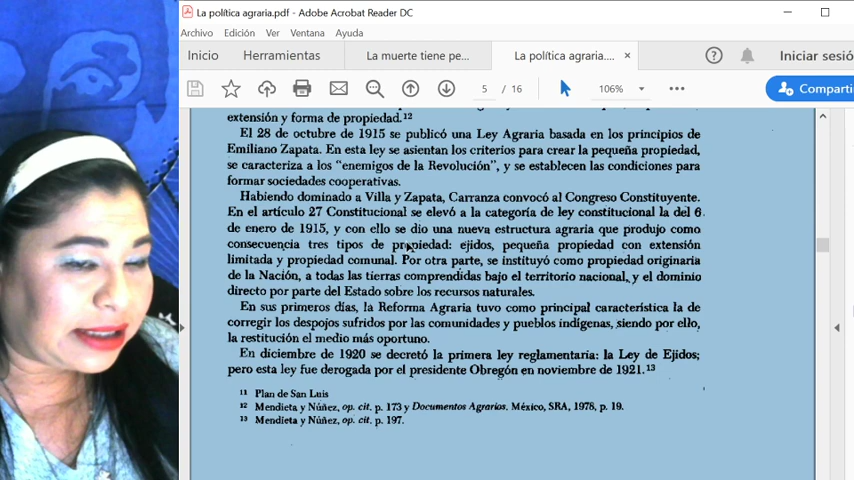 La política agraria.pdf - Adobe Acrobat Reader DC
Archivo Edición Ver Ventana Ayuda
Inicio Herramientas La muerte tiene pe... La política agraria.... × Iniciar sesió
5 / 16 106% Comparti
extensión y forma de propiedad.12
El 28 de octubre de 1915 se publicó una Ley Agraria basada en los principios de
Emiliano Zapata. En esta ley se asientan los criterios para crear la pequeña propiedad,
se caracteriza a los "enemigos de la Revolución", y se establecen las condiciones para
formar sociedades cooperativas.
Habiendo dominado a Villa y Zapata, Carranza convocó al Congreso Constituyente.
En el artículo 27 Constitucional se elevó a la categoría de ley constitucional la del 6
de enero de 1915, y con ello se dio una nueva estructura agraria que produjo como
consecuencia tres tipos de propiedad: ejidos, pequeña propiedad con extensión
limitada y propiedad comunal. Por otra parte, se instituyó como propiedad originaria
de la Nación, a todas las tierras comprendidas bajo el territorio nacional, y el dominio
directo por parte del Estado sobre los recursos naturales.
En sus primeros días, la Reforma Agraria tuvo como principal característica la de
corregir los despojos sufridos por las comunidades y pueblos indígenas, siendo por ello,
la restitución el medio más oportuno.
En diciembre de 1920 se decretó la primera ley reglamentaria: la Ley de Ejidos;
pero esta ley fue derogada por el presidente Obregón en noviembre de 1921.13
11 Plan de San Luis
12 Mendieta y Núñez, op. cit. p. 173 y Documentos Agrarios. México, SRA, 1978, p. 19.
13 Mendieta y Núñez, op. cit. p. 197.